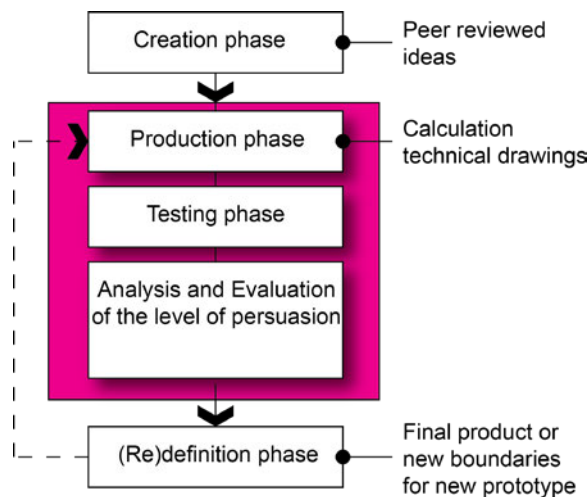 Creation phase
Peer reviewed
ideas
Production phase
Calculation
technical drawings
Testing phase
Analysis and Evaluation
of the level of persuasion
(Re)definition phase
Final product or
new boundaries
for new prototype